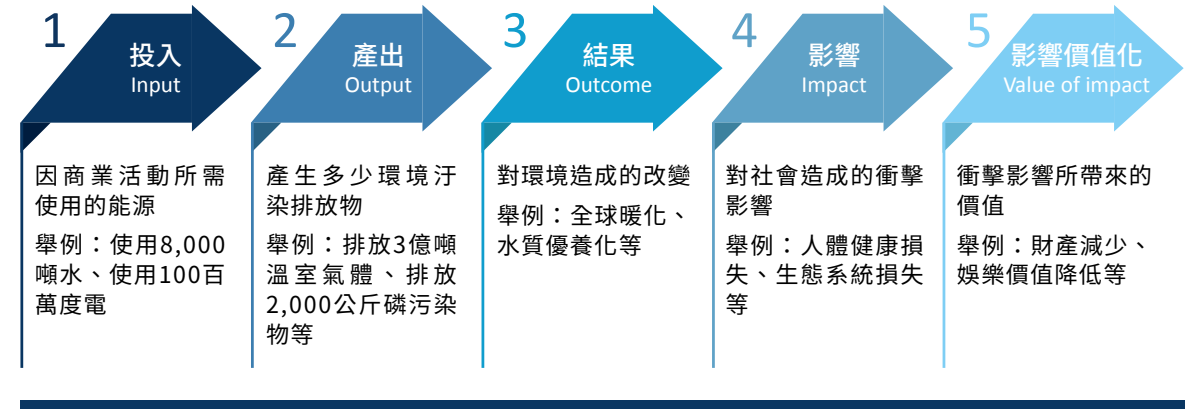 1
投入
Input
因商業活動所需
使用的能源
舉例：使用8,000
噸水、使用100百
萬度電
2
產出
Output
產生多少環境汙
染排放物
舉例：排放3億噸
溫室氣體、排放
2,000公斤磷污染
物等
3
結果
Outcome
對環境造成的改變
舉例：全球暖化、
水質優養化等
4
影響
Impact
對社會造成的衝擊
影響
舉例：人體健康損
失、生態系統損失
等
5
影響價值化
Value of impact
衝擊影響所帶來的
價值
舉例：財產減少、
娛樂價值降低等